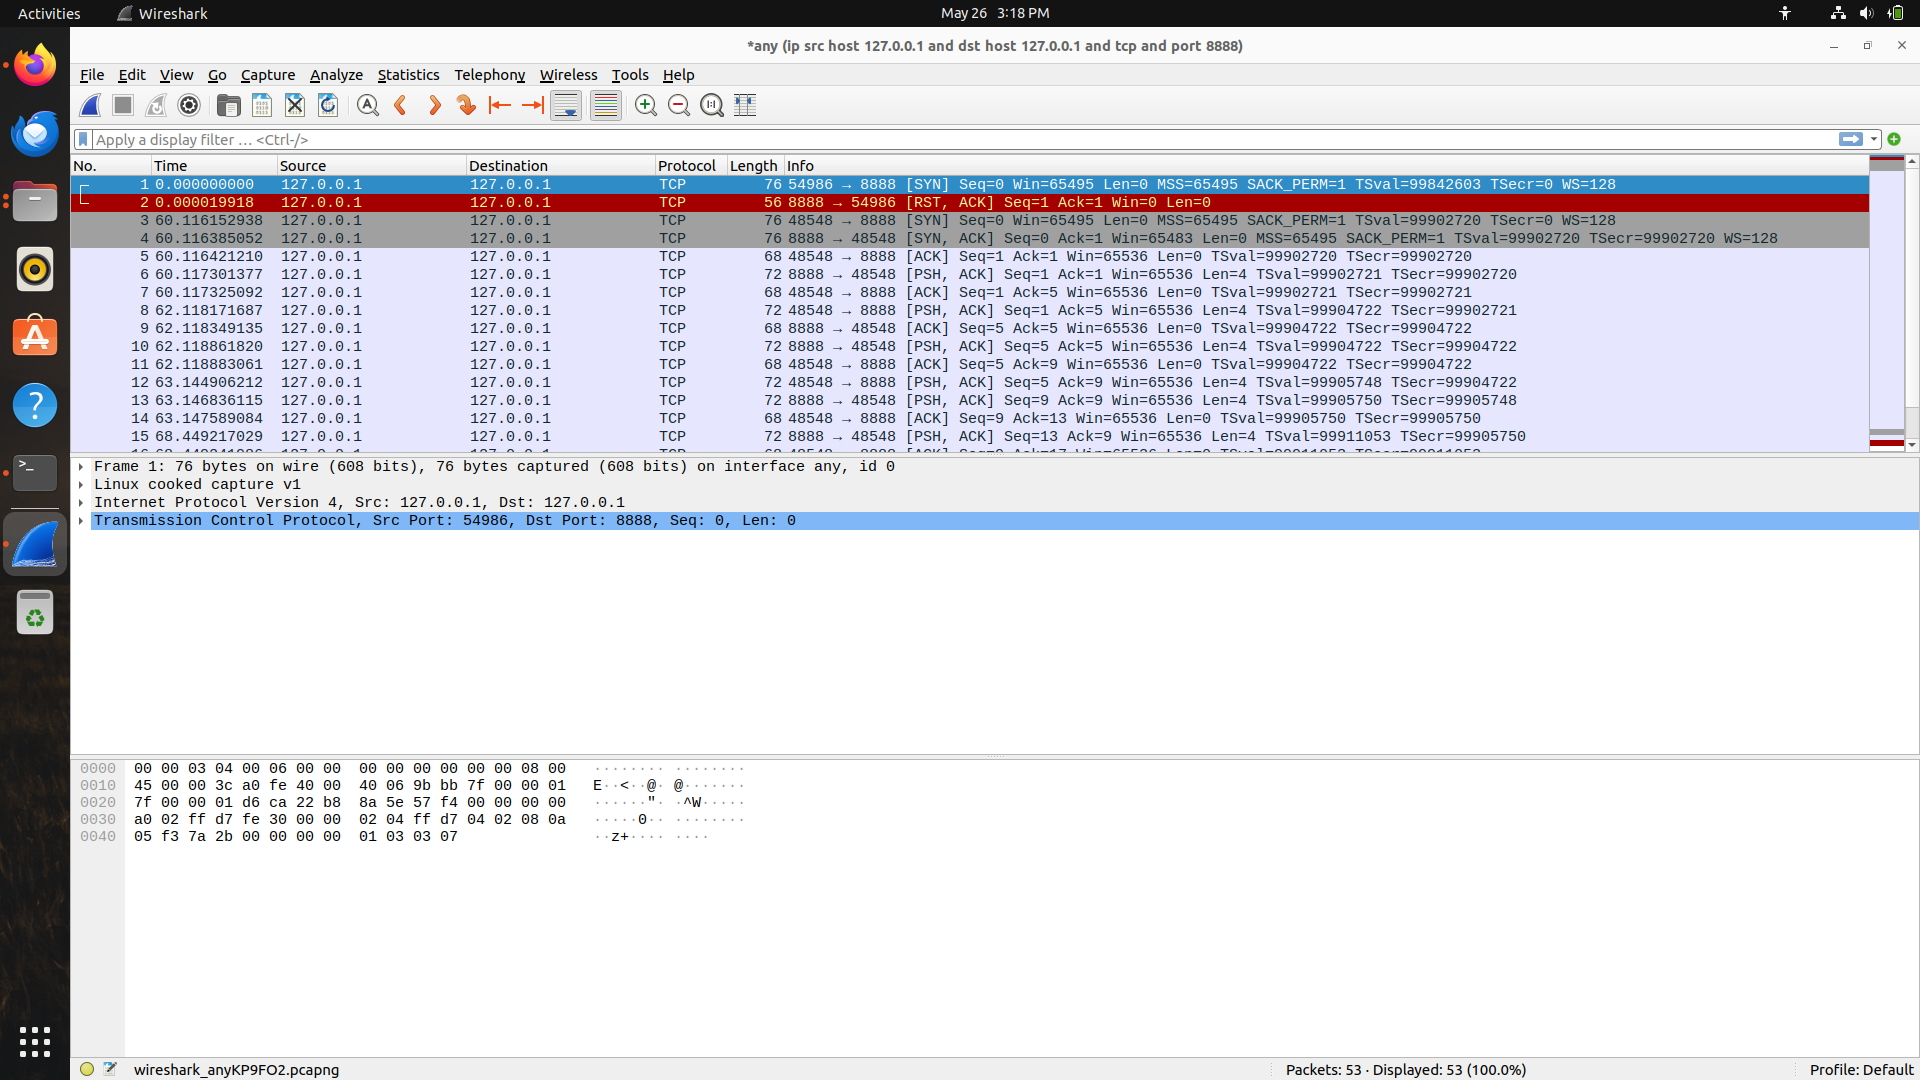 Activities Wireshark May 26 3:18 PM
*any (ip src host 127.0.0.1 and dst host 127.0.0.1 and tcp and port 8888)
File Edit View Go Capture Analyze Statistics Telephony Wireless Tools Help
Apply a display filter … <Ctrl-/>
No. Time Source Destination Protocol Length Info
1 0.000000000 127.0.0.1 127.0.0.1 TCP 76 54986 → 8888 [SYN] Seq=0 Win=65495 Len=0 MSS=65495 SACK_PERM=1 TSval=99842603 TSecr=0 WS=128
2 0.000019918 127.0.0.1 127.0.0.1 TCP 56 8888 → 54986 [RST, ACK] Seq=1 Ack=1 Win=0 Len=0
3 60.116152938 127.0.0.1 127.0.0.1 TCP 76 48548 → 8888 [SYN] Seq=0 Win=65495 Len=0 MSS=65495 SACK_PERM=1 TSval=99902720 TSecr=0 WS=128
4 60.116385052 127.0.0.1 127.0.0.1 TCP 76 8888 → 48548 [SYN, ACK] Seq=0 Ack=1 Win=65483 Len=0 MSS=65495 SACK_PERM=1 TSval=99902720 TSecr=99902720 WS=128
5 60.116421210 127.0.0.1 127.0.0.1 TCP 68 48548 → 8888 [ACK] Seq=1 Ack=1 Win=65536 Len=0 TSval=99902720 TSecr=99902720
6 60.117301377 127.0.0.1 127.0.0.1 TCP 72 8888 → 48548 [PSH, ACK] Seq=1 Ack=1 Win=65536 Len=4 TSval=99902721 TSecr=99902720
7 60.117325092 127.0.0.1 127.0.0.1 TCP 68 48548 → 8888 [ACK] Seq=1 Ack=5 Win=65536 Len=0 TSval=99902721 TSecr=99902721
8 62.118171687 127.0.0.1 127.0.0.1 TCP 72 48548 → 8888 [PSH, ACK] Seq=1 Ack=5 Win=65536 Len=4 TSval=99904722 TSecr=99902721
9 62.118349135 127.0.0.1 127.0.0.1 TCP 68 8888 → 48548 [ACK] Seq=5 Ack=5 Win=65536 Len=0 TSval=99904722 TSecr=99904722
10 62.118861820 127.0.0.1 127.0.0.1 TCP 72 8888 → 48548 [PSH, ACK] Seq=5 Ack=5 Win=65536 Len=4 TSval=99904722 TSecr=99904722
11 62.118883061 127.0.0.1 127.0.0.1 TCP 68 48548 → 8888 [ACK] Seq=5 Ack=9 Win=65536 Len=0 TSval=99904722 TSecr=99904722
12 63.144906212 127.0.0.1 127.0.0.1 TCP 72 48548 → 8888 [PSH, ACK] Seq=5 Ack=9 Win=65536 Len=4 TSval=99905748 TSecr=99904722
13 63.146836115 127.0.0.1 127.0.0.1 TCP 72 8888 → 48548 [PSH, ACK] Seq=9 Ack=9 Win=65536 Len=4 TSval=99905750 TSecr=99905748
14 63.147589084 127.0.0.1 127.0.0.1 TCP 68 48548 → 8888 [ACK] Seq=9 Ack=13 Win=65536 Len=0 TSval=99905750 TSecr=99905750
15 68.449217029 127.0.0.1 127.0.0.1 TCP 72 8888 → 48548 [PSH, ACK] Seq=13 Ack=9 Win=65536 Len=4 TSval=99911053 TSecr=99905750
Frame 1: 76 bytes on wire (608 bits), 76 bytes captured (608 bits) on interface any, id 0
Linux cooked capture v1
Internet Protocol Version 4, Src: 127.0.0.1, Dst: 127.0.0.1
Transmission Control Protocol, Src Port: 54986, Dst Port: 8888, Seq: 0, Len: 0
0000 00 00 03 04 00 06 00 00 00 00 00 00 00 00 08 00 ········ ········
0010 45 00 00 3c a0 fe 40 00 40 06 9b bb 7f 00 00 01 E··<··@· @·······
0020 7f 00 00 01 d6 ca 22 b8 8a 5e 57 f4 00 00 00 00 ······"· ·^W·····
0030 a0 02 ff d7 fe 30 00 00 02 04 ff d7 04 02 08 0a ·····0·· ········
0040 05 f3 7a 2b 00 00 00 00 01 03 03 07 ··z+···· ····
wireshark_anyKP9FO2.pcapng Packets: 53 · Displayed: 53 (100.0%) Profile: Default